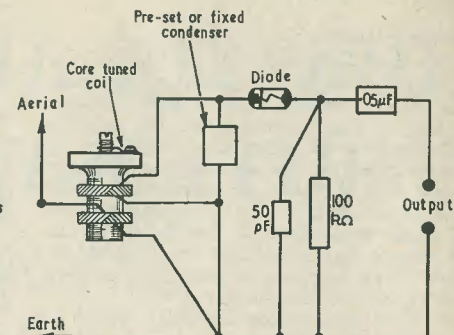 Pre-set or fixed
condenser
Core tuned
coil
Aerial
Diode
·05µF
50
pF
100
KΩ
Output
Earth
s